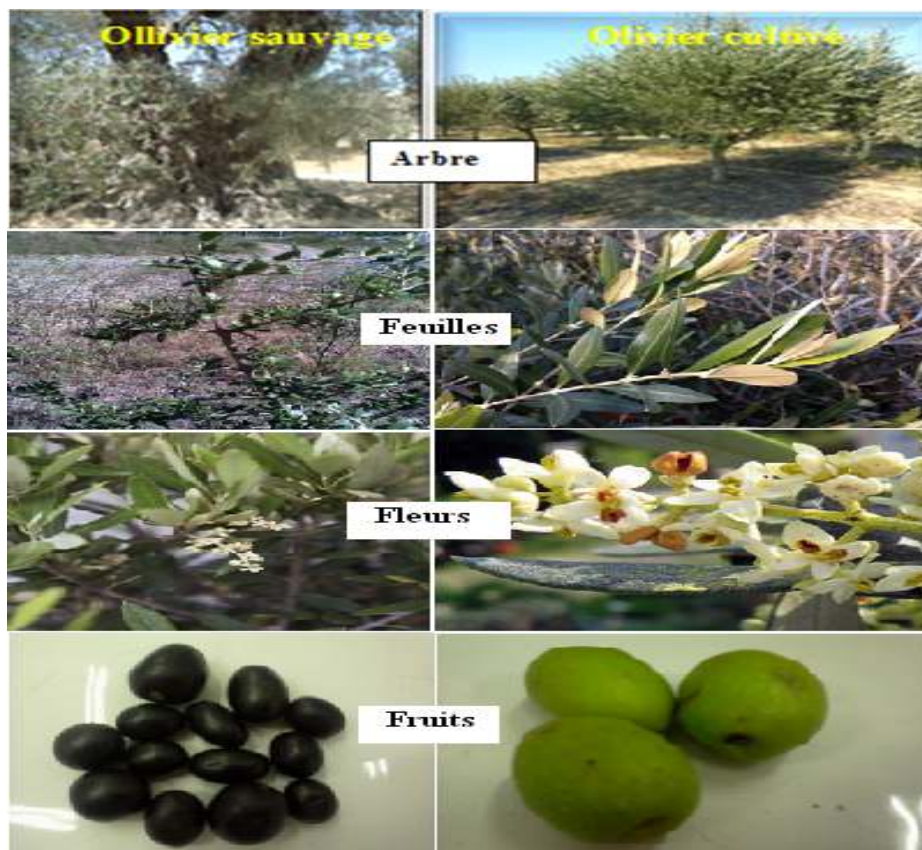 Ollivier sauvage
Olivier cultivé
Arbre
Feuilles
Fleurs
Fruits